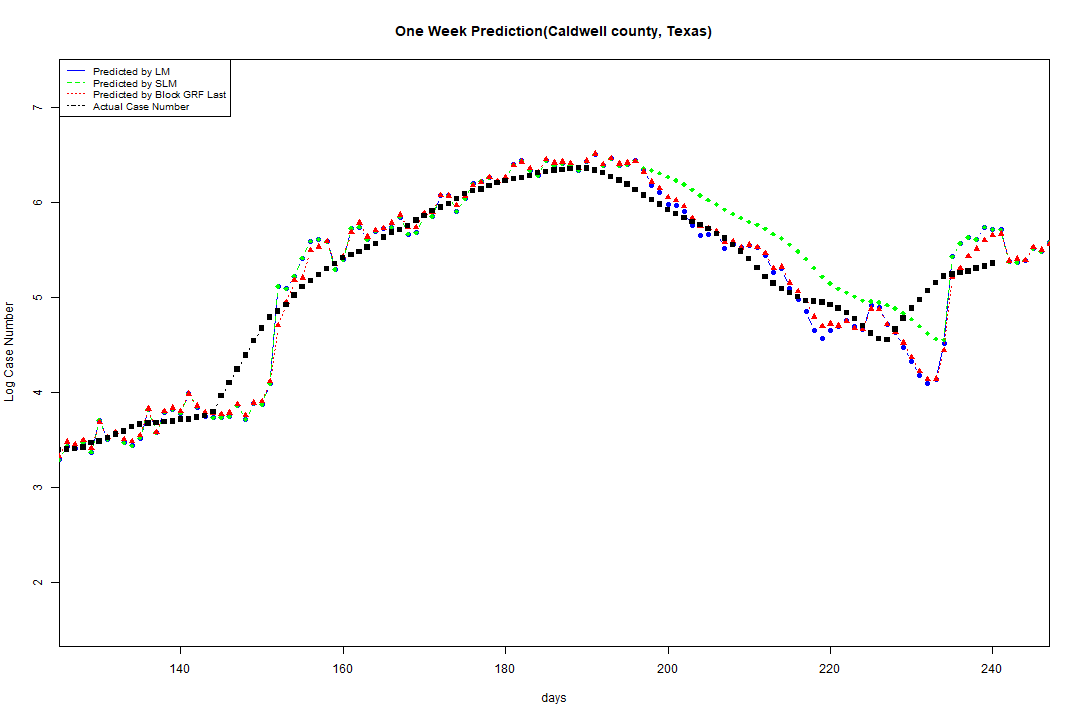 One Week Prediction(Caldwell county, Texas)
Predicted by LM
Predicted by SLM
Predicted by Block GRF Last
Actual Case Number
7
6
5
4
3
2
Log Case Number
140 160 180 200 220 240
days